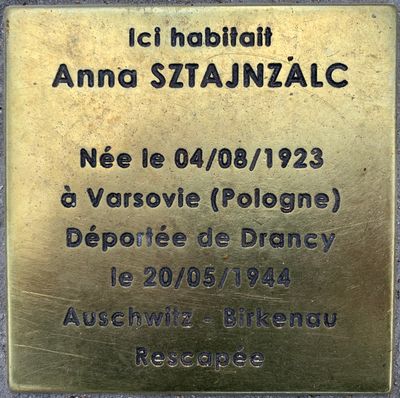 Ici habitait
Anna SZTAJNZALC
Née le 04/08/1923
à Varsovie (Pologne)
Déportée de Drancy
le 20/05/1944
Auschwitz - Birkenau
Rescapée